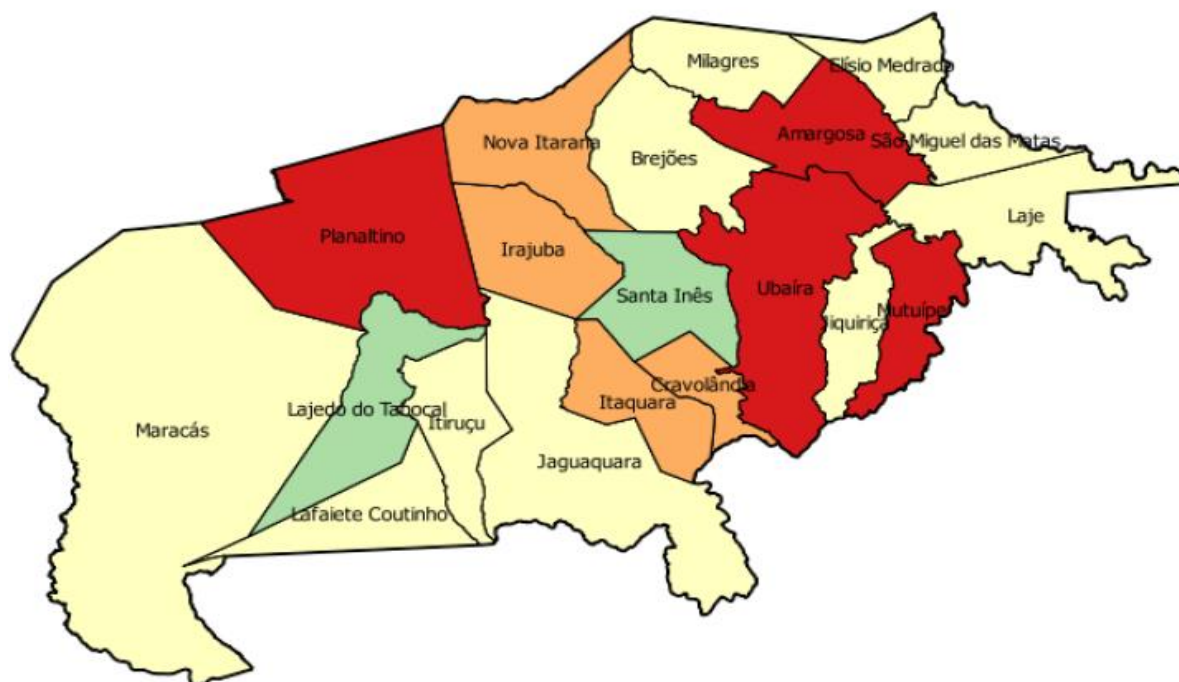 Milagres
Elísio Medrado
Amargosa
Nova Itarana
São Miguel das Matas
Brejões
Laje
Planaltino
Irajuba
Ubaíra
Santa Inês
Mutuípe
Jiquiriçá
Cravolândia
Itaquara
Lajedo do Tabocal
Itiruçu
Maracás
Jaguaquara
Lafaiete Coutinho